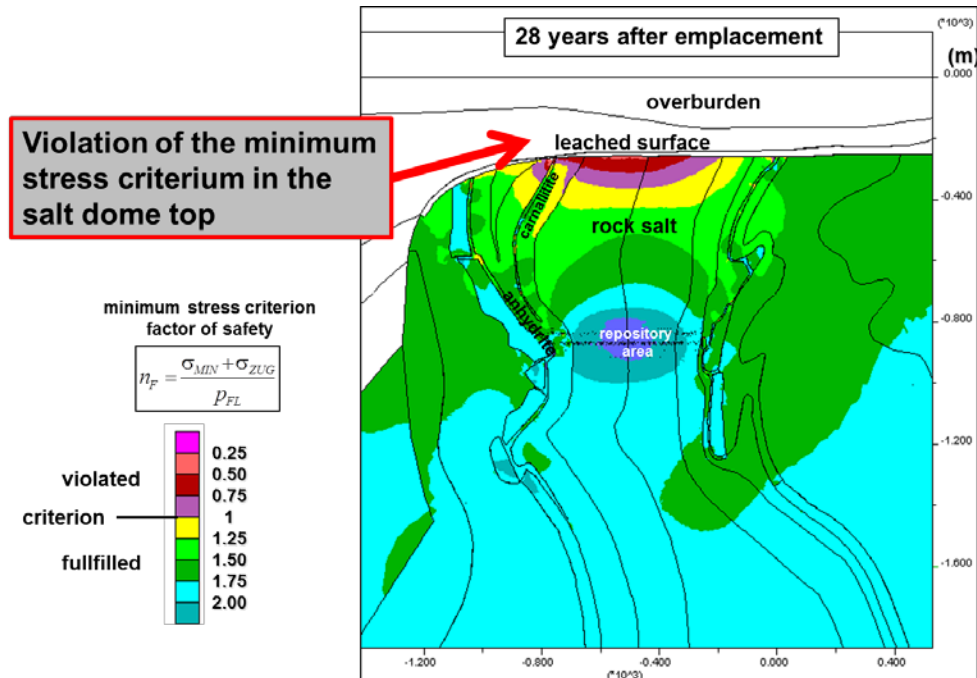 (*10^3)
28 years after emplacement
(m)
0.000
overburden
Violation of the minimum
stress criterium in the
salt dome top
leached surface
carnallitite
-0.400
rock salt
anhydrite
minimum stress criterion
factor of safety
n_F = (σ_MIN + σ_ZUG) / p_FL
-0.800
repository
area
0.25
violated
0.50
0.75
criterion
1
1.25
fullfilled
1.50
1.75
2.00
-1.200
-1.600
-1.200
-0.800
-0.400
0.000
0.400
(*10^3)